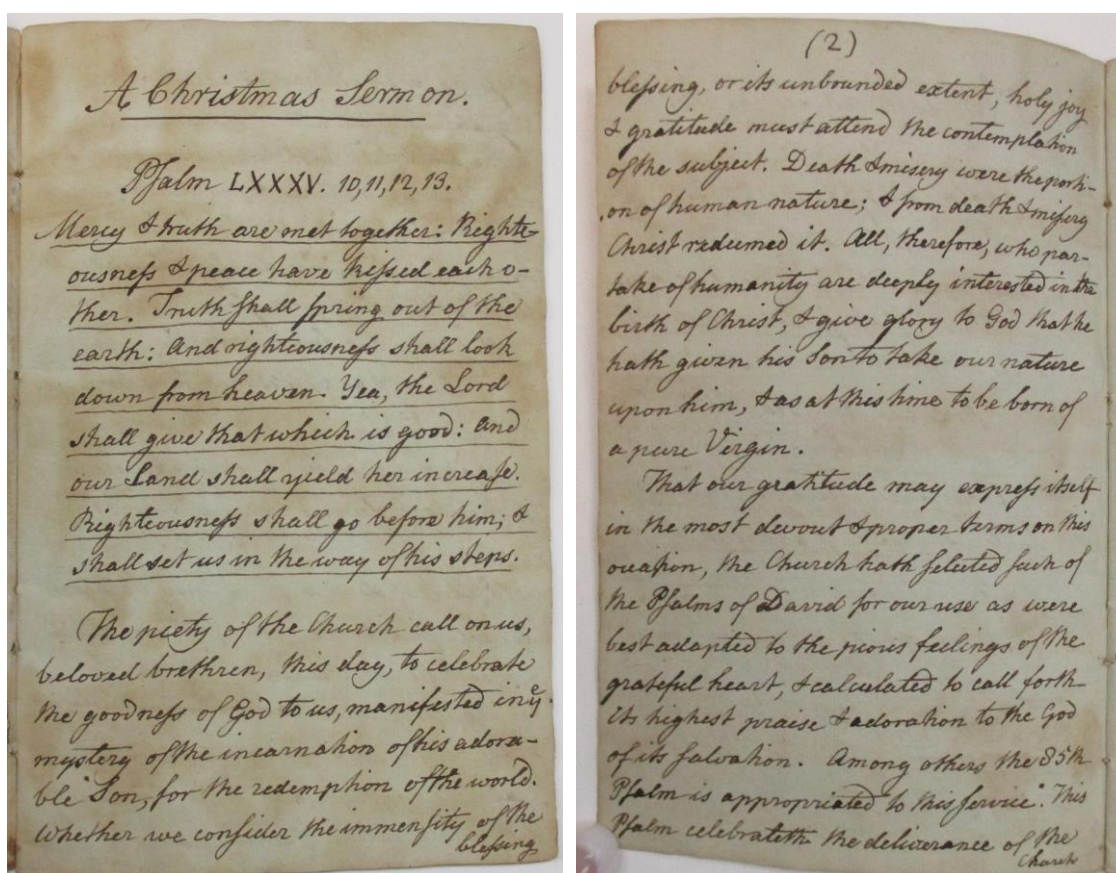 A Christmas Sermon.
Psalm LXXXV. 10, 11, 12, 13.
Mercy & truth are met together: Righte-
ousneſs & peace have kiſsed each o-
ther. Truth ſhall ſpring out of the
earth: And righteousneſs shall look
down from heaven. Yea, the Lord
shall give that which is good: And
our Land shall yield her increaſe.
Righteousneſs shall go before him; &
shall set us in the way of his steps.
The piety of the Church call on us,
beloved brethren, this day, to celebrate
the goodneſs of God to us, manifested in yͤ
mystery of the incarnation of his adora-
ble Son, for the redemption of the world.
Whether we consider the immenſity of the
bleſsing
(2)
bleſsing, or its unbounded extent, holy joy
& gratitude must attend the contemplation
of the subject. Death & misery were the porti-
on of human nature; & from death & miſery
Christ redeemed it. All, therefore, who par-
take of humanity are deeply interested in the
birth of Christ, & give glory to God that he
hath given his Son to take our nature
upon him, & as at this time to be born of
a pure Virgin.
That our gratitude may expreſs itself
in the most devout & proper terms on this
occaſion, the Church hath ſelected ſuch of
the Pſalms of David for our use as were
best adapted to the pious feelings of the
grateful heart, & calculated to call forth
its highest praise & adoration to the God
of its ſalvation. Among others the 85th
Pſalm is appropriated to this ſervice. This
Pſalm celebrateth the deliverance of the
Church